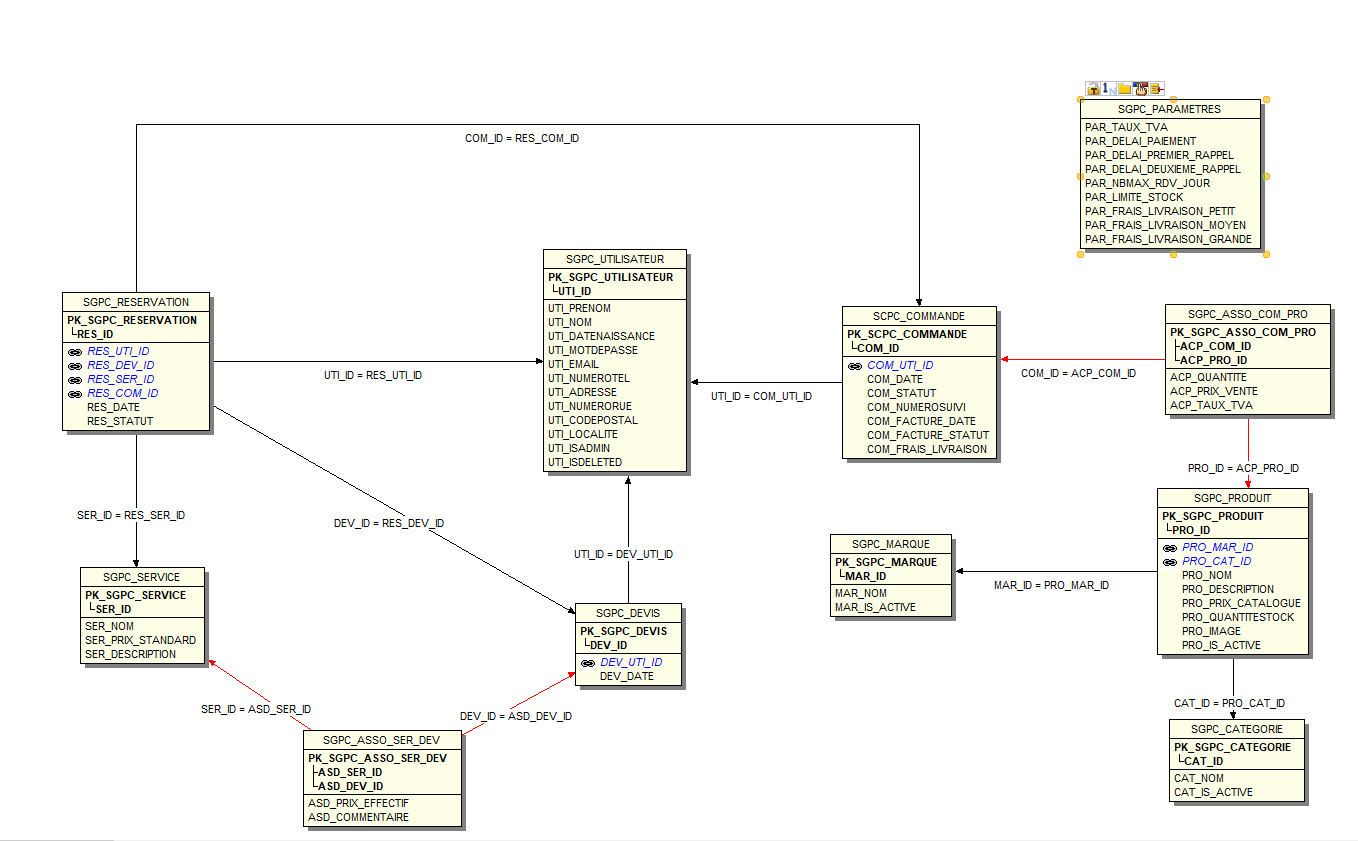 SGPC_PARAMETRES
PAR_TAUX_TVA
PAR_DELAI_PAIEMENT
PAR_DELAI_PREMIER_RAPPEL
PAR_DELAI_DEUXIEME_RAPPEL
PAR_NBMAX_RDV_JOUR
PAR_LIMITE_STOCK
PAR_FRAIS_LIVRAISON_PETIT
PAR_FRAIS_LIVRAISON_MOYEN
PAR_FRAIS_LIVRAISON_GRANDE
COM_ID = RES_COM_ID
SGPC_UTILISATEUR
PK_SGPC_UTILISATEUR
UTI_ID
UTI_PRENOM
UTI_NOM
UTI_DATENAISSANCE
UTI_MOTDEPASSE
UTI_EMAIL
UTI_NUMEROTEL
UTI_ADRESSE
UTI_NUMERORUE
UTI_CODEPOSTAL
UTI_LOCALITE
UTI_ISADMIN
UTI_ISDELETED
SGPC_RESERVATION
PK_SGPC_RESERVATION
RES_ID
RES_UTI_ID
RES_DEV_ID
RES_SER_ID
RES_COM_ID
RES_DATE
RES_STATUT
UTI_ID = RES_UTI_ID
SCPC_COMMANDE
PK_SCPC_COMMANDE
COM_ID
COM_UTI_ID
COM_DATE
COM_STATUT
COM_NUMEROSUIVI
COM_FACTURE_DATE
COM_FACTURE_STATUT
COM_FRAIS_LIVRAISON
UTI_ID = COM_UTI_ID
SGPC_ASSO_COM_PRO
PK_SGPC_ASSO_COM_PRO
ACP_COM_ID
ACP_PRO_ID
ACP_QUANTITE
ACP_PRIX_VENTE
ACP_TAUX_TVA
COM_ID = ACP_COM_ID
PRO_ID = ACP_PRO_ID
SGPC_PRODUIT
PK_SGPC_PRODUIT
PRO_ID
PRO_MAR_ID
PRO_CAT_ID
PRO_NOM
PRO_DESCRIPTION
PRO_PRIX_CATALOGUE
PRO_QUANTITESTOCK
PRO_IMAGE
PRO_IS_ACTIVE
SER_ID = RES_SER_ID
DEV_ID = RES_DEV_ID
UTI_ID = DEV_UTI_ID
SGPC_MARQUE
PK_SGPC_MARQUE
MAR_ID
MAR_NOM
MAR_IS_ACTIVE
MAR_ID = PRO_MAR_ID
SGPC_SERVICE
PK_SGPC_SERVICE
SER_ID
SER_NOM
SER_PRIX_STANDARD
SER_DESCRIPTION
SGPC_DEVIS
PK_SGPC_DEVIS
DEV_ID
DEV_UTI_ID
DEV_DATE
SER_ID = ASD_SER_ID
DEV_ID = ASD_DEV_ID
CAT_ID = PRO_CAT_ID
SGPC_ASSO_SER_DEV
PK_SGPC_ASSO_SER_DEV
ASD_SER_ID
ASD_DEV_ID
ASD_PRIX_EFFECTIF
ASD_COMMENTAIRE
SGPC_CATEGORIE
PK_SGPC_CATEGORIE
CAT_ID
CAT_NOM
CAT_IS_ACTIVE